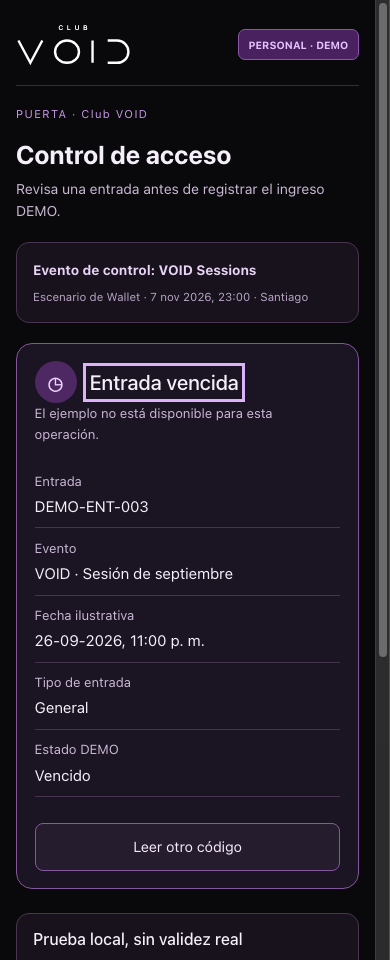 CLUB
VOID
PERSONAL · DEMO
PUERTA · Club VOID
Control de acceso
Revisa una entrada antes de registrar el ingreso
DEMO.
Evento de control: VOID Sessions
Escenario de Wallet · 7 nov 2026, 23:00 · Santiago
Entrada vencida
El ejemplo no está disponible para esta
operación.
Entrada
DEMO-ENT-003
Evento
VOID · Sesión de septiembre
Fecha ilustrativa
26-09-2026, 11:00 p. m.
Tipo de entrada
General
Estado DEMO
Vencido
Leer otro código
Prueba local, sin validez real